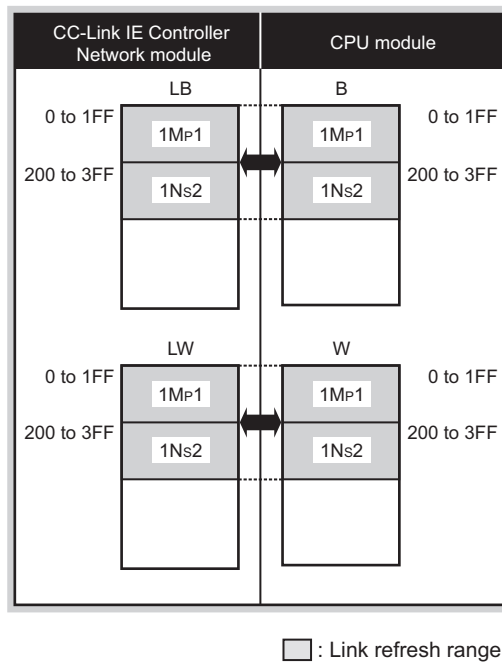 CC-Link IE Controller
Network module
CPU module
LB
B
0 to 1FF
1MP1
1MP1
0 to 1FF
200 to 3FF
1NS2
1NS2
200 to 3FF
LW
W
0 to 1FF
1MP1
1MP1
0 to 1FF
200 to 3FF
1NS2
1NS2
200 to 3FF
: Link refresh range